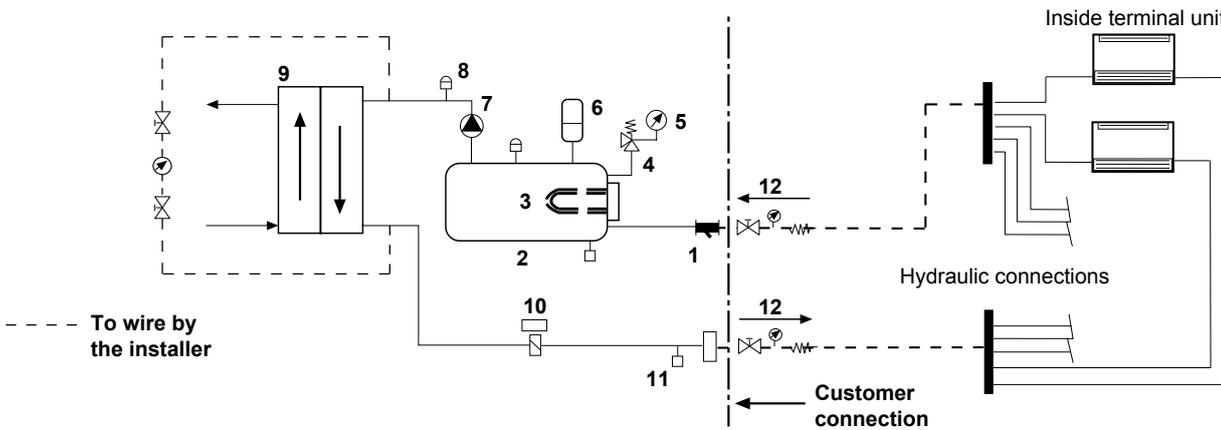 Inside terminal unit
9
8
7
6
5
4
3
12
2
1
Hydraulic connections
10
12
To wire by
the installer
11
Customer
connection